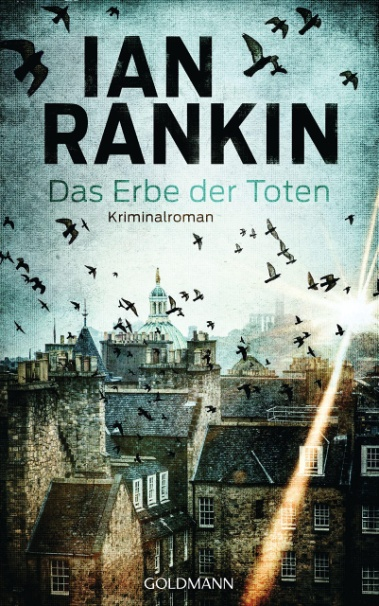 IAN
RANKIN
Das Erbe der Toten
Kriminalroman
GOLDMANN